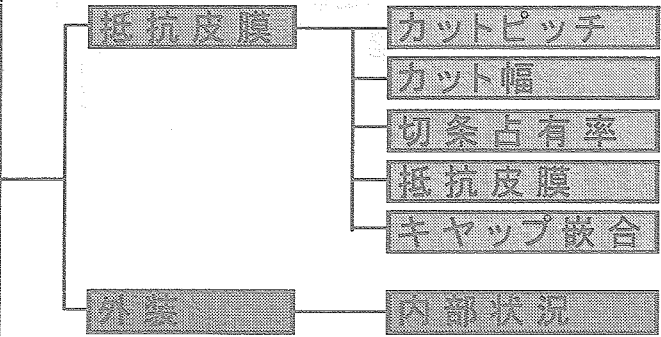 抵抗皮膜
カットピッチ
カット幅
切条占有率
抵抗皮膜
キャップ嵌合
外装
内部状況